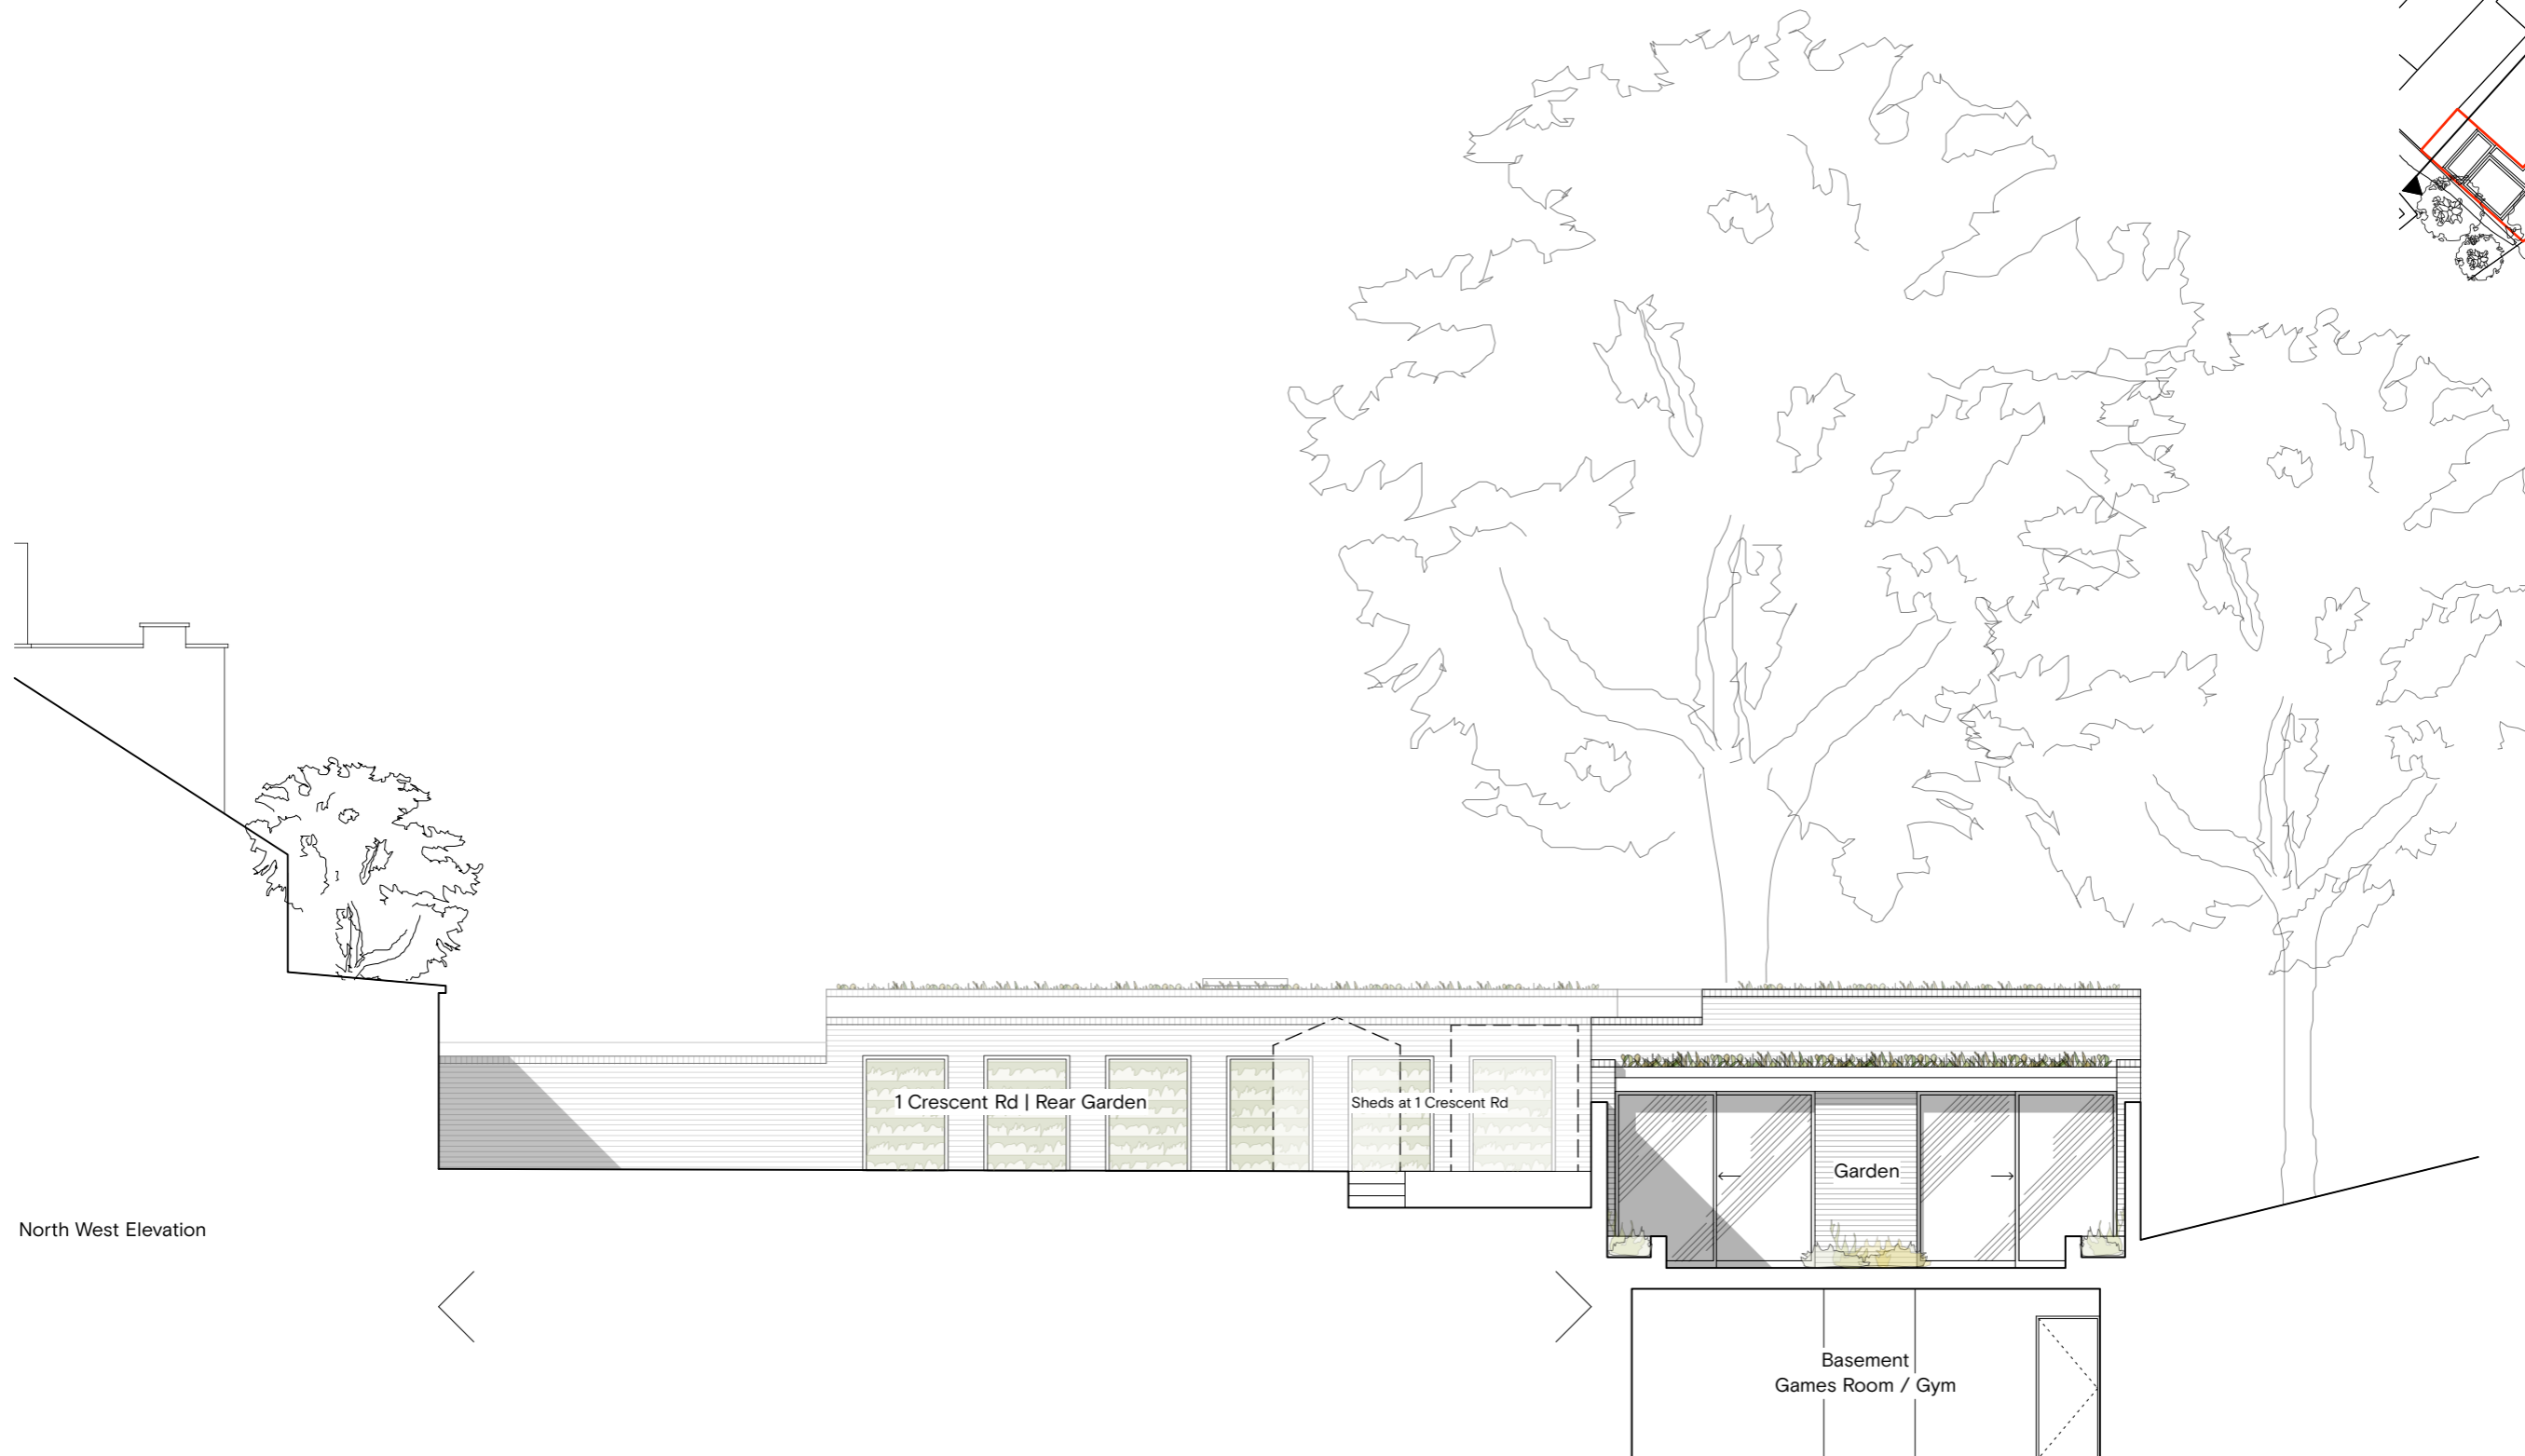 1 Crescent Rd | Rear Garden
Sheds at 1 Crescent Rd
Garden
North West Elevation
Basement
Games Room / Gym